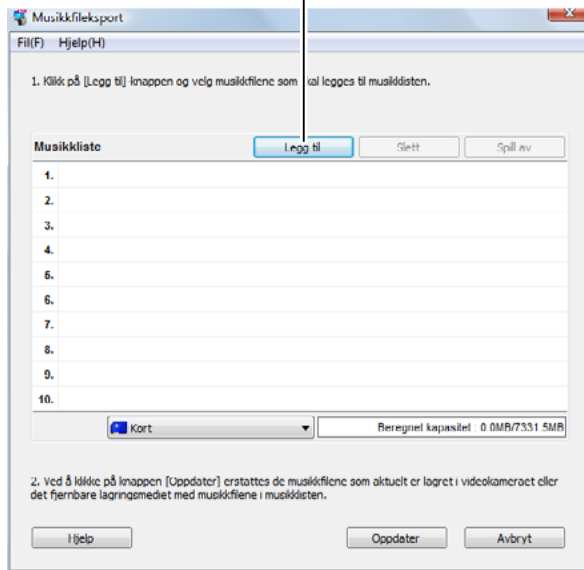 Musikkfileksport
Fil(F) Hjelp(H)
1. Klikk på [Legg til]-knappen og velg musikkfilene som skal legges til musikklisten.
Musikkliste Legg til Slett Spill av
1.
2.
3.
4.
5.
6.
7.
8.
9.
10.
Kort Beregnet kapasitet : 0.0MB/7331.5MB
2. Ved å klikke på knappen [Oppdater] erstattes de musikkfilene som aktuelt er lagret i videokameraet eller
det fjernbare lagringsmediet med musikkfilene i musikklisten.
Hjelp Oppdater Avbryt